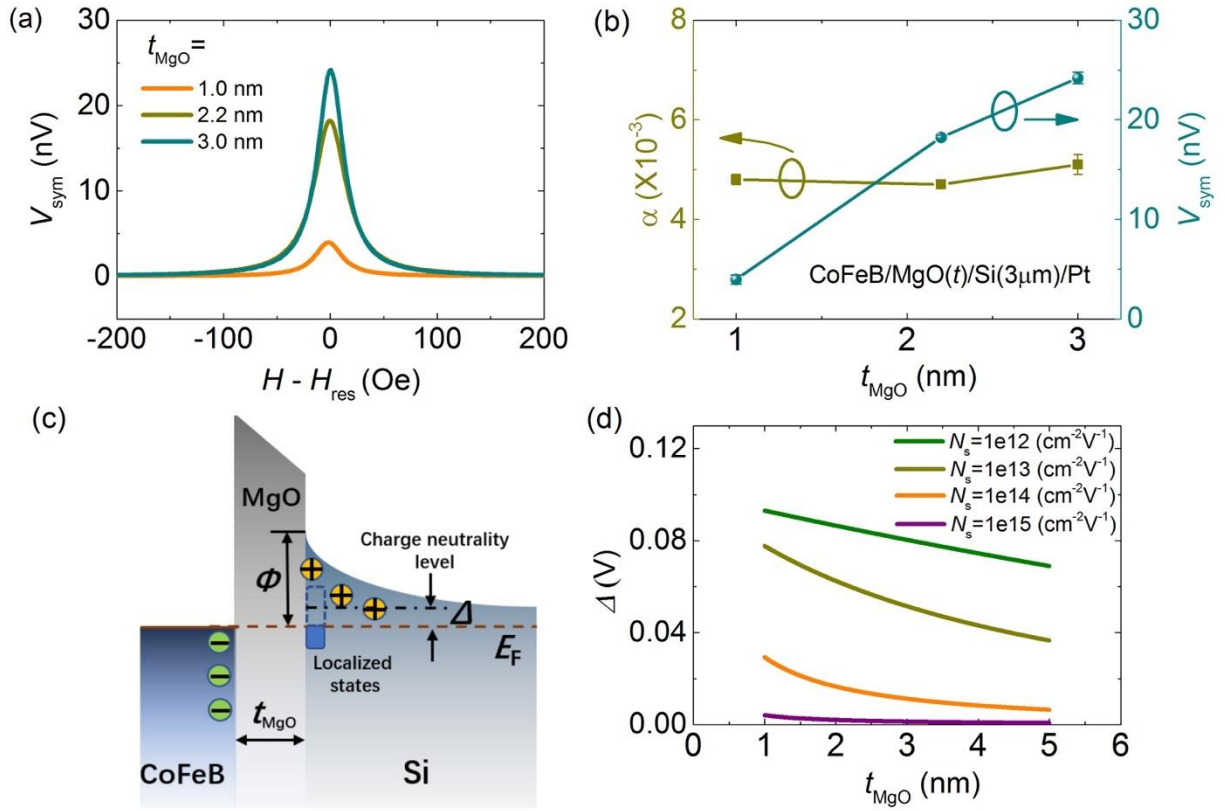 (a)
30
20
10
0
V_sym (nV)
t_MgO=
1.0 nm
2.2 nm
3.0 nm
-200 -100 0 100 200
H - H_res (Oe)
(b)
8
6
4
2
α (X10⁻³)
30
20
10
0
V_sym (nV)
CoFeB/MgO(t)/Si(3μm)/Pt
1 2 3
t_MgO (nm)
(c)
MgO
Charge neutrality
level
Φ
Δ
E_F
Localized
states
t_MgO
CoFeB
Si
(d)
0.12
0.08
0.04
0.00
Δ (V)
N_s=1e12 (cm⁻²V⁻¹)
N_s=1e13 (cm⁻²V⁻¹)
N_s=1e14 (cm⁻²V⁻¹)
N_s=1e15 (cm⁻²V⁻¹)
0 1 2 3 4 5 6
t_MgO (nm)